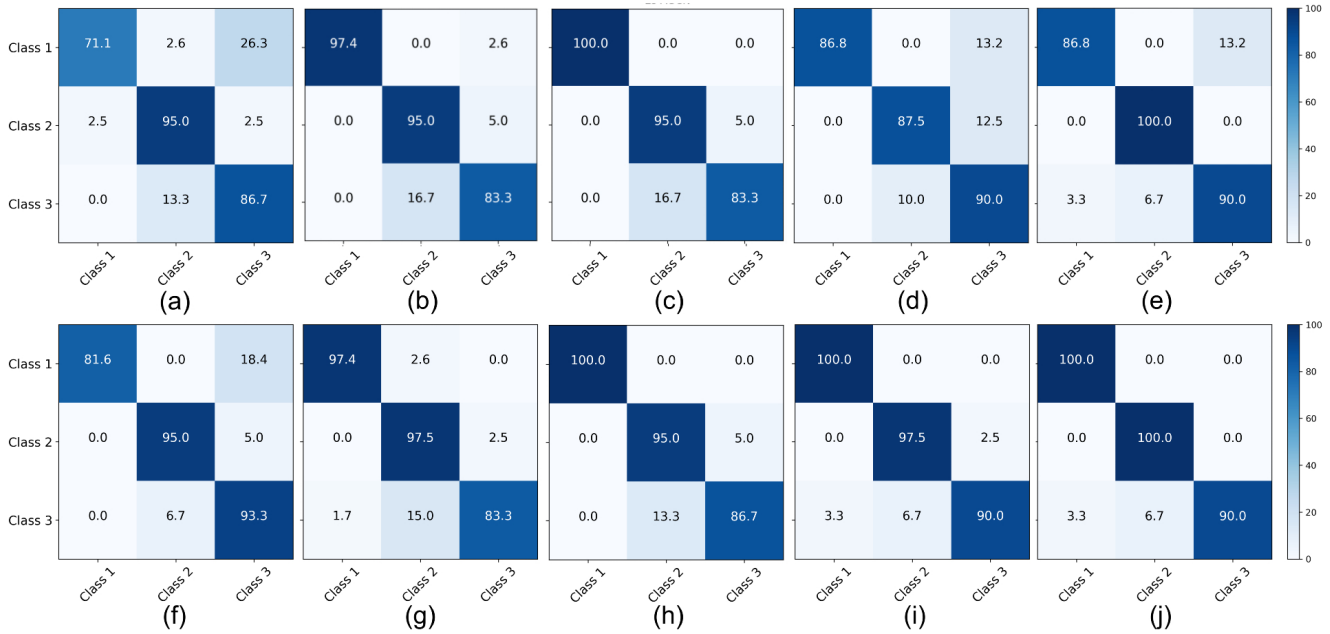 100
Class 1 71.1 2.6 26.3 97.4 0.0 2.6 100.0 0.0 0.0 86.8 0.0 13.2 86.8 0.0 13.2
80
60
Class 2 2.5 95.0 2.5 0.0 95.0 5.0 0.0 95.0 5.0 0.0 87.5 12.5 0.0 100.0 0.0
40
20
Class 3 0.0 13.3 86.7 0.0 16.7 83.3 0.0 16.7 83.3 0.0 10.0 90.0 3.3 6.7 90.0
0
Class 1 Class 2 Class 3 Class 1 Class 2 Class 3 Class 1 Class 2 Class 3 Class 1 Class 2 Class 3 Class 1 Class 2 Class 3
(a) (b) (c) (d) (e)
100
Class 1 81.6 0.0 18.4 97.4 2.6 0.0 100.0 0.0 0.0 100.0 0.0 0.0 100.0 0.0 0.0
80
60
Class 2 0.0 95.0 5.0 0.0 97.5 2.5 0.0 95.0 5.0 0.0 97.5 2.5 0.0 100.0 0.0
40
20
Class 3 0.0 6.7 93.3 1.7 15.0 83.3 0.0 13.3 86.7 3.3 6.7 90.0 3.3 6.7 90.0
0
Class 1 Class 2 Class 3 Class 1 Class 2 Class 3 Class 1 Class 2 Class 3 Class 1 Class 2 Class 3 Class 1 Class 2 Class 3
(f) (g) (h) (i) (j)